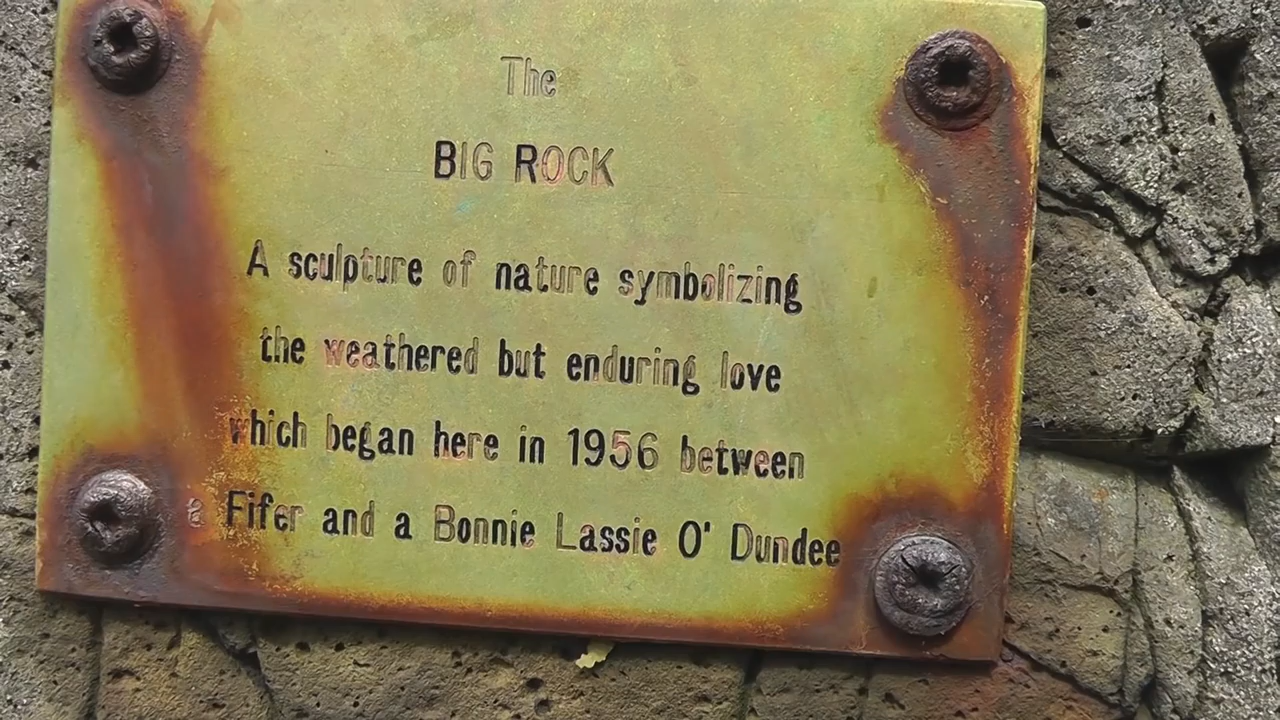 The
BIG ROCK
A sculpture of nature symbolizing
the weathered but enduring love
which began here in 1956 between
a Fifer and a Bonnie Lassie O' Dundee